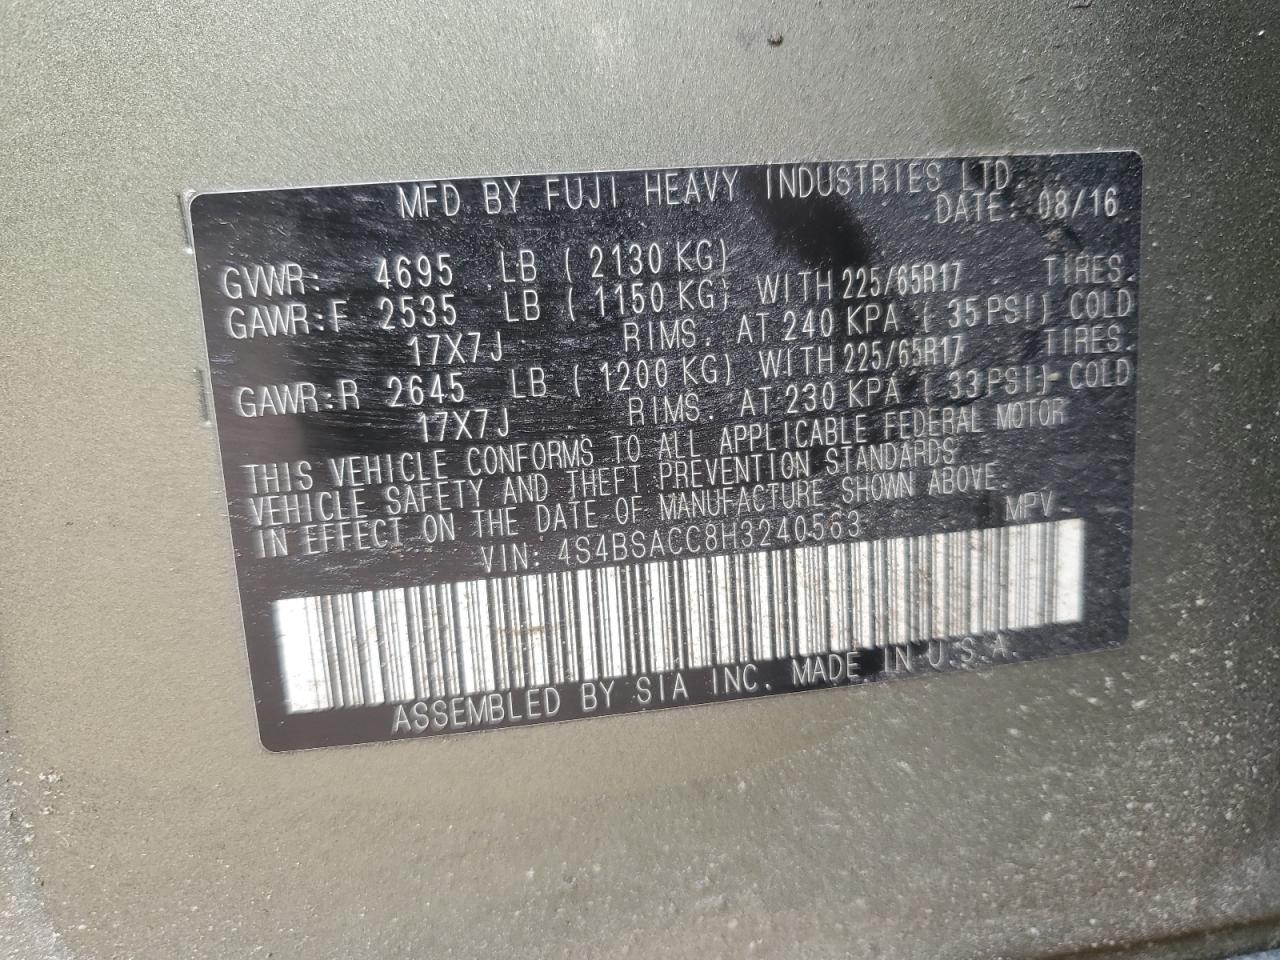 MFD BY FUJI HEAVY INDUSTRIES LTD.
DATE: 08/16
GVWR: 4695 LB ( 2130 KG)
GAWR:F 2535 LB ( 1150 KG) WITH 225/65R17 TIRES.
17X7J RIMS. AT 240 KPA ( 35 PSI) COLD
GAWR:R 2645 LB ( 1200 KG) WITH 225/65R17 TIRES.
17X7J RIMS. AT 230 KPA ( 33 PSI) COLD
THIS VEHICLE CONFORMS TO ALL APPLICABLE FEDERAL MOTOR
VEHICLE SAFETY AND THEFT PREVENTION STANDARDS
IN EFFECT ON THE DATE OF MANUFACTURE SHOWN ABOVE.
VIN: 4S4BSACC8H3240563 MPV
ASSEMBLED BY SIA INC. MADE IN U.S.A.